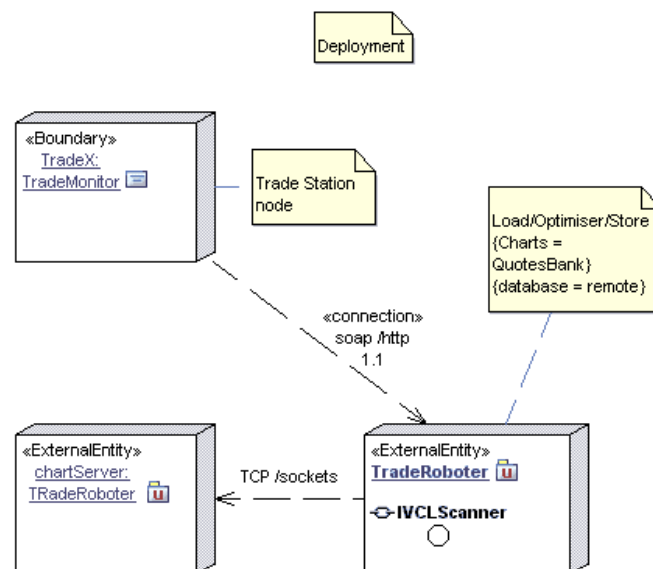 Deployment
«Boundary»
TradeX:
TradeMonitor
Trade Station
node
Load/Optimiser/Store
{Charts =
QuotesBank}
{database = remote}
«connection»
soap /http
1.1
«ExternalEntity»
chartServer:
TRadeRoboter
u
TCP /sockets
«ExternalEntity»
TradeRoboter
u
IVCLScanner